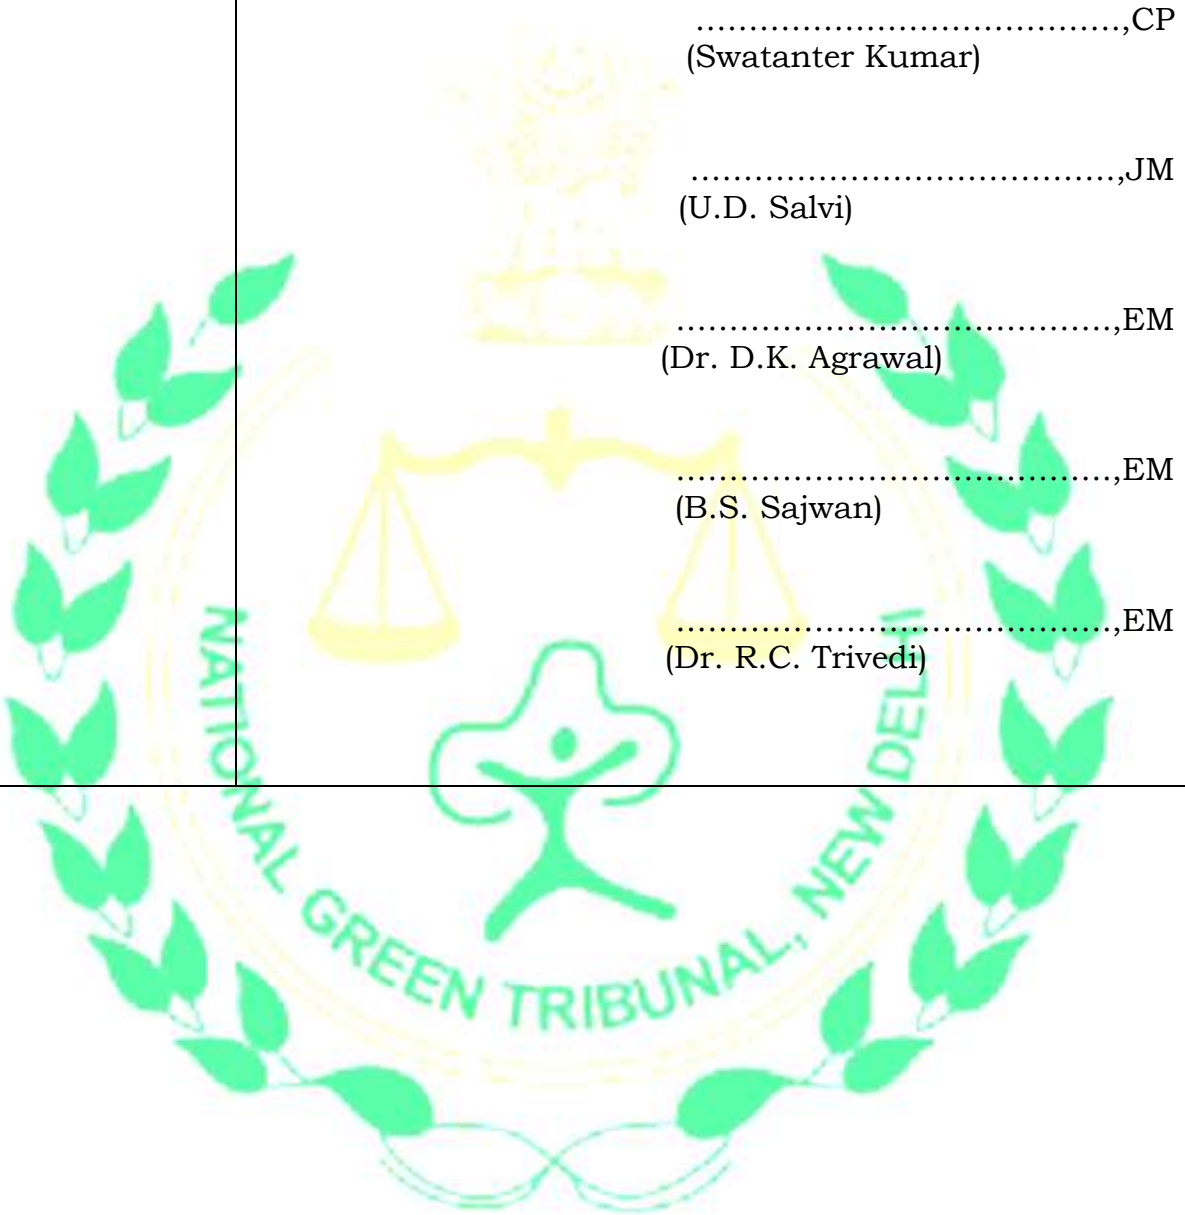 .......................................,CP
(Swatanter Kumar)
.......................................,JM
(U.D. Salvi)
........................................,EM
(Dr. D.K. Agrawal)
........................................,EM
(B.S. Sajwan)
........................................,EM
(Dr. R.C. Trivedi)
NATIONAL GREEN TRIBUNAL, NEW DELHI